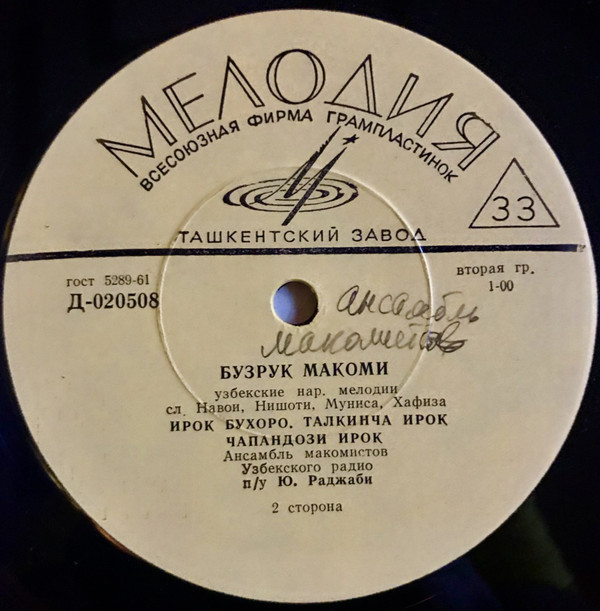 МЕЛОДИЯ
ВСЕСОЮЗНАЯ ФИРМА ГРАМПЛАСТИНОК
33
ТАШКЕНТСКИЙ ЗАВОД
гост 5289-61
Д-020508
вторая гр.
1-00
ансамбль
макомистов
БУЗРУҚ МАКОМИ
узбекские нар. мелодии
сл. Навои, Нишоти, Муниса, Хафиза
ИРОҚ БУХОРО. ТАЛКИНЧА ИРОҚ
ЧАПАНДОЗИ ИРОҚ
Ансамбль макомистов
Узбекского радио
п/у Ю. Раджаби
2 сторона